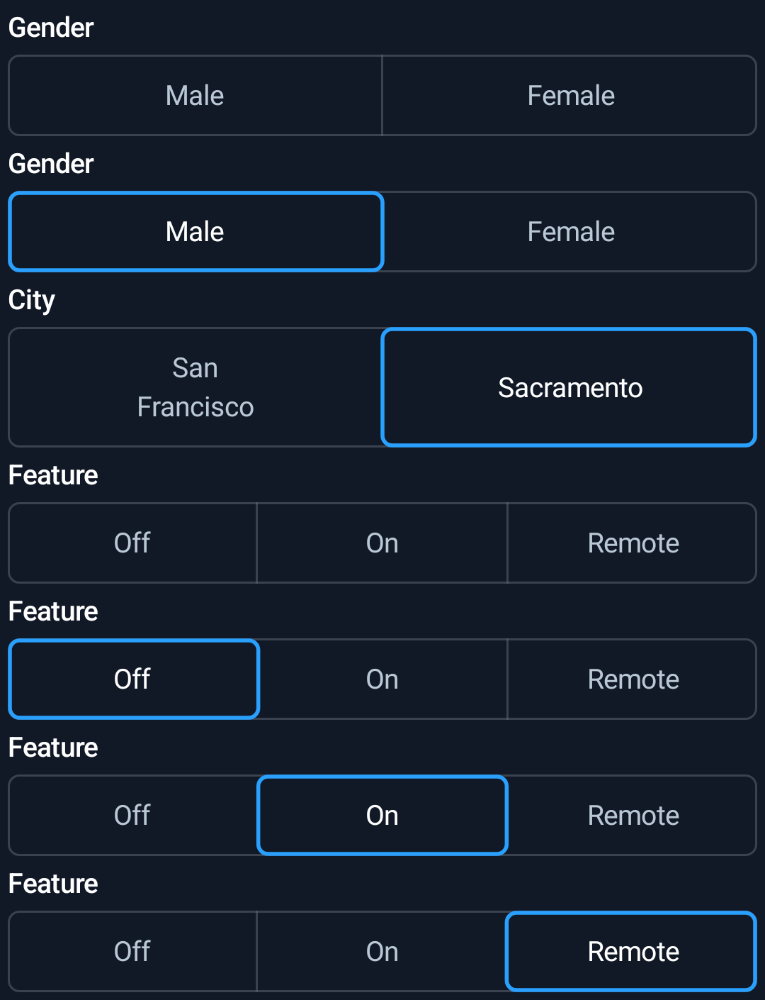 Gender
Male Female
Gender
Male Female
City
San
Francisco
Sacramento
Feature
Off On Remote
Feature
Off On Remote
Feature
Off On Remote
Feature
Off On Remote